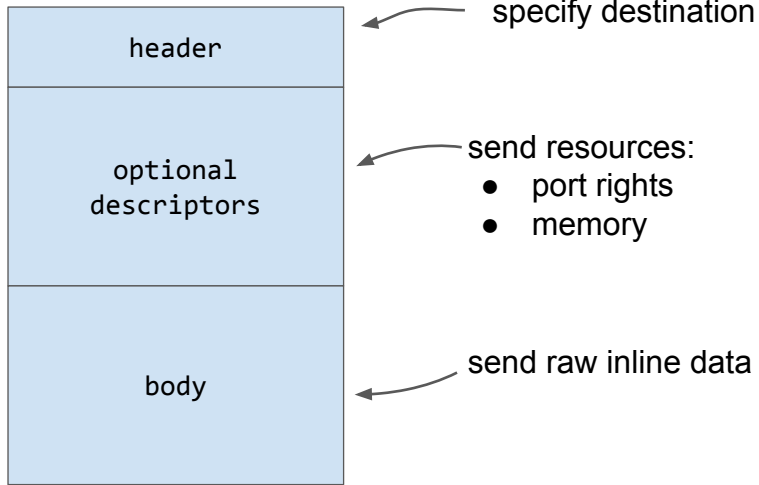 specify destination
header
send resources:
● port rights
● memory
optional
descriptors
send raw inline data
body